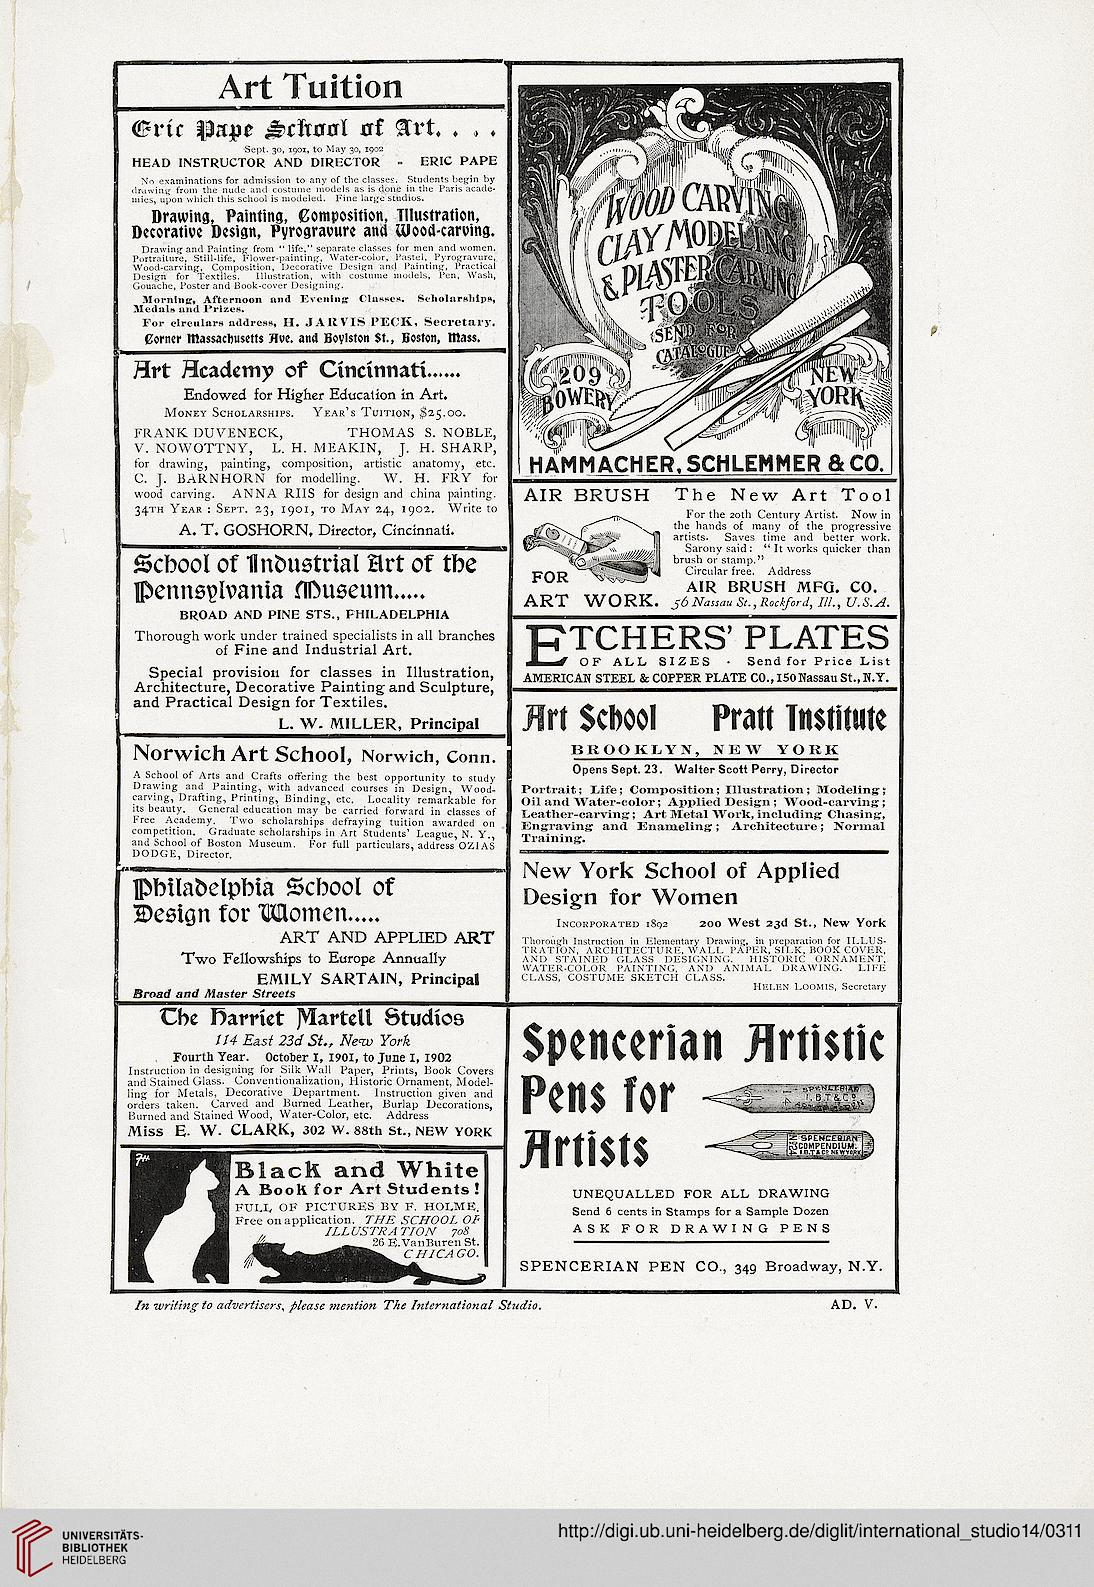 Art Tuition
Eric Pape School of Art. . . .
Sept. 30, 1901, to May 30, 1902
HEAD INSTRUCTOR AND DIRECTOR - ERIC PAPE
No examinations for admission to any of the classes. Students begin by
drawing from the nude and costume models as is done in the Paris acade-
mies, upon which this school is modeled. Fine large studios.
Drawing, Painting, Composition, Illustration,
Decorative Design, Pyrogravure and Wood-carving.
Drawing and Painting from "life," separate classes for men and women.
Portraiture, Still-life, Flower-painting, Water-color, Pastel, Pyrogravure,
Wood-carving, Composition, Decorative Design and Painting, Practical
Design for Textiles. Illustration, with costume models, Pen, Wash,
Gouache, Poster and Book-cover Designing.
Morning, Afternoon and Evening Classes. Scholarships,
Medals and Prizes.
For circulars address, H. JARVIS PECK, Secretary.
Corner Massachusetts Ave. and Boylston St., Boston, Mass.
Art Academy of Cincinnati......
Endowed for Higher Education in Art.
MONEY SCHOLARSHIPS. YEAR'S TUITION, $25.00.
FRANK DUVENECK, THOMAS S. NOBLE,
V. NOWOTTNY, L. H. MEAKIN, J. H. SHARP,
for drawing, painting, composition, artistic anatomy, etc.
C. J. BARNHORN for modelling. W. H. FRY for
wood carving. ANNA RIIS for design and china painting.
34TH YEAR : SEPT. 23, 1901, TO MAY 24, 1902. Write to
A. T. GOSHORN, Director, Cincinnati.
School of Industrial Art of the
Pennsylvania Museum.....
BROAD AND PINE STS., PHILADELPHIA
Thorough work under trained specialists in all branches
of Fine and Industrial Art.
Special provision for classes in Illustration,
Architecture, Decorative Painting and Sculpture,
and Practical Design for Textiles.
L. W. MILLER, Principal
Norwich Art School, Norwich, Conn.
A School of Arts and Crafts offering the best opportunity to study
Drawing and Painting, with advanced courses in Design, Wood-
carving, Drafting, Printing, Binding, etc. Locality remarkable for
its beauty. General education may be carried forward in classes of
Free Academy. Two scholarships defraying tuition awarded on
competition. Graduate scholarships in Art Students' League, N. Y.,
and School of Boston Museum. For full particulars, address OZIAS
DODGE, Director.
Philadelphia School of
Design for Women.....
ART AND APPLIED ART
Two Fellowships to Europe Annually
EMILY SARTAIN, Principal
Broad and Master Streets
The Harriet Martell Studios
114 East 23d St., New York
Fourth Year. October 1, 1901, to June 1, 1902
Instruction in designing for Silk Wall Paper, Prints, Book Covers
and Stained Glass. Conventionalization, Historic Ornament, Model-
ling for Metals, Decorative Department. Instruction given and
orders taken. Carved and Burned Leather, Burlap Decorations,
Burned and Stained Wood, Water-Color, etc. Address
Miss E. W. CLARK, 302 W. 88th St., NEW YORK
Black and White
A Book for Art Students!
FULL OF PICTURES BY F. HOLME.
Free on application. THE SCHOOL OF
ILLUSTRATION 708
26 E. Van Buren St.
CHICAGO.
WOOD CARVING
CLAY MODELING
& PLASTER CARVING
TOOLS
SEND FOR
CATALOGUE
209
BOWERY
NEW
YORK
HAMMACHER, SCHLEMMER & CO.
AIR BRUSH The New Art Tool
For the 20th Century Artist. Now in
the hands of many of the progressive
artists. Saves time and better work.
Sarony said: "It works quicker than
brush or stamp."
Circular free. Address
AIR BRUSH MFG. CO.
FOR
ART WORK. 56 Nassau St., Rockford, Ill., U.S.A.
ETCHERS' PLATES
OF ALL SIZES - Send for Price List
AMERICAN STEEL & COPPER PLATE CO., 150 Nassau St., N.Y.
Art School Pratt Institute
BROOKLYN, NEW YORK
Opens Sept. 23. Walter Scott Perry, Director
Portrait; Life; Composition; Illustration; Modeling;
Oil and Water-color; Applied Design; Wood-carving;
Leather-carving; Art Metal Work, including Chasing,
Engraving and Enameling; Architecture; Normal
Training.
New York School of Applied
Design for Women
INCORPORATED 1892 200 West 23d St., New York
Thorough Instruction in Elementary Drawing, in preparation for ILLUS-
TRATION, ARCHITECTURE, WALL PAPER, SILK, BOOK COVER,
AND STAINED GLASS DESIGNING. HISTORIC ORNAMENT,
WATER-COLOR PAINTING, AND ANIMAL DRAWING. LIFE
CLASS, COSTUME SKETCH CLASS.
HELEN LOOMIS, Secretary
Spencerian Artistic
Pens for
Artists
SPENCERIAN
I.B.T & CO.
SPENCERIAN
COMPENDIUM.
I.B.T & CO NEW YORK
UNEQUALLED FOR ALL DRAWING
Send 6 cents in Stamps for a Sample Dozen
ASK FOR DRAWING PENS
SPENCERIAN PEN CO., 349 Broadway, N.Y.
In writing to advertisers, please mention The International Studio.
AD. V.
UNIVERSITÄTS-
BIBLIOTHEK
HEIDELBERG
http://digi.ub.uni-heidelberg.de/diglit/international_studio14/0311